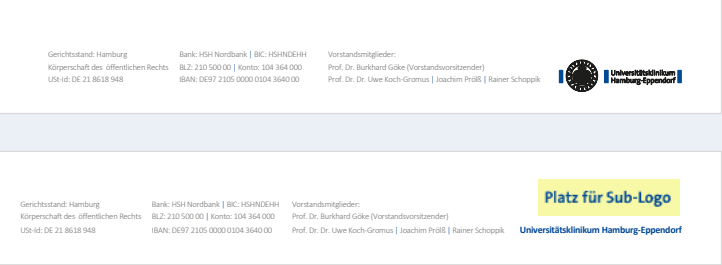 Gerichtsstand: Hamburg
Körperschaft des öffentlichen Rechts
USt-Id: DE 21 8618 948
Bank: HSH Nordbank | BIC: HSHNDEHH
BLZ: 210 500 00 | Konto: 104 364 000
IBAN: DE97 2105 0000 0104 3640 00
Vorstandsmitglieder:
Prof. Dr. Burkhard Göke (Vorstandsvorsitzender)
Prof. Dr. Dr. Uwe Koch-Gromus | Joachim Prölß | Rainer Schoppik
Universitätsklinikum
Hamburg-Eppendorf
Gerichtsstand: Hamburg
Körperschaft des öffentlichen Rechts
USt-Id: DE 21 8618 948
Bank: HSH Nordbank | BIC: HSHNDEHH
BLZ: 210 500 00 | Konto: 104 364 000
IBAN: DE97 2105 0000 0104 3640 00
Vorstandsmitglieder:
Prof. Dr. Burkhard Göke (Vorstandsvorsitzender)
Prof. Dr. Dr. Uwe Koch-Gromus | Joachim Prölß | Rainer Schoppik
Platz für Sub-Logo
Universitätsklinikum Hamburg-Eppendorf